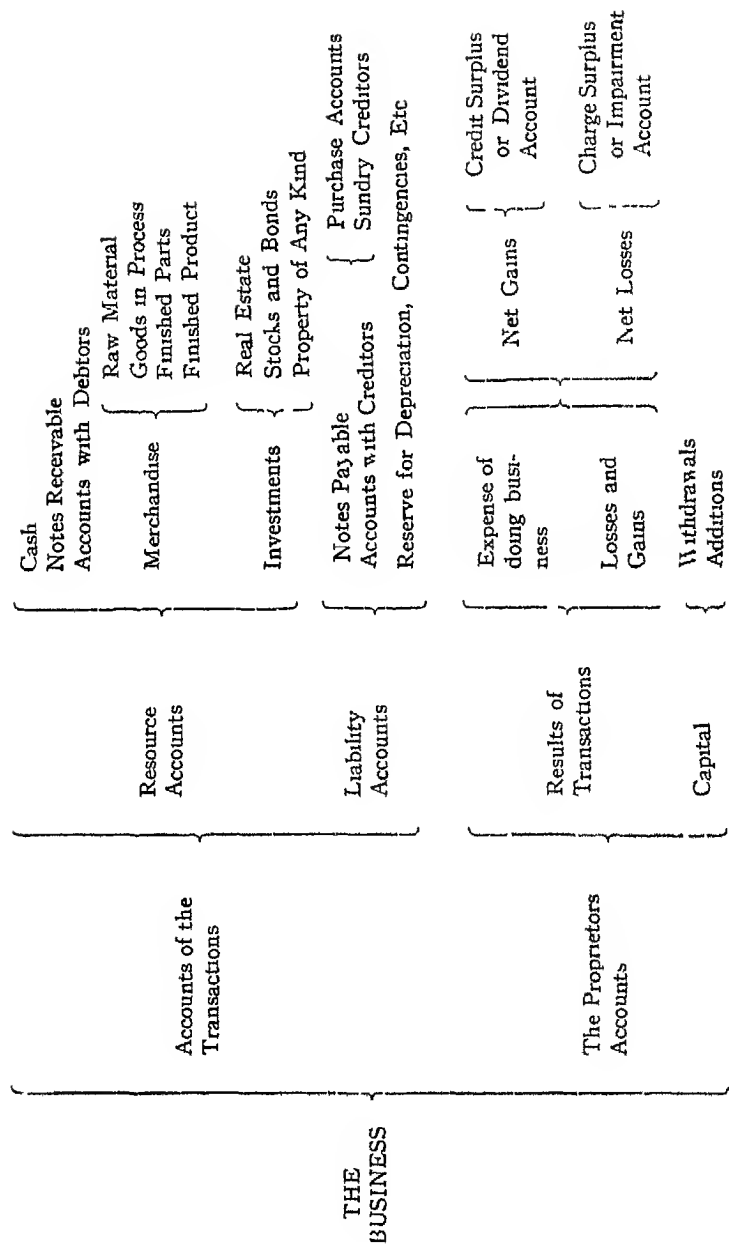 THE
BUSINESS
Accounts of the
Transactions
Resource
Accounts
Cash
Notes Receivable
Accounts with Debtors
Merchandise
Raw Material
Goods in Process
Finished Parts
Finished Product
Investments
Real Estate
Stocks and Bonds
Property of Any Kind
Liability
Accounts
Notes Payable
Accounts with Creditors
Purchase Accounts
Sundry Creditors
Reserve for Depreciation, Contingencies, Etc
The Proprietors
Accounts
Results of
Transactions
Expense of
doing busi-
ness
Losses and
Gains
Net Gains
Credit Surplus
or Dividend
Account
Net Losses
Charge Surplus
or Impairment
Account
Capital
Withdrawals
Additions